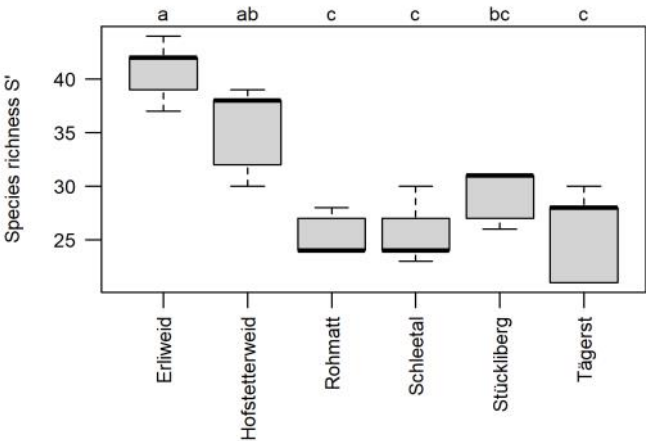 a ab c c bc c
Species richness S'
40
35
30
25
Erliweid
Hofstetterweid
Rohmatt
Schleetal
Stückliberg
Tägerst